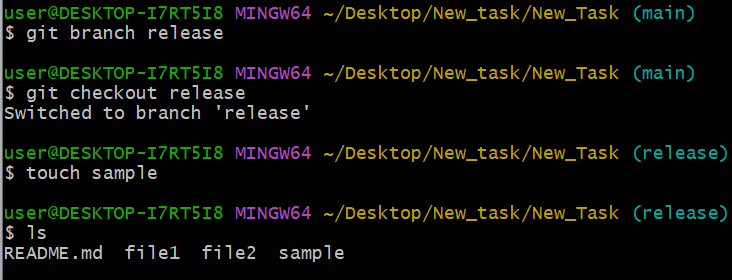 user@DESKTOP-I7RT5I8 MINGW64 ~/Desktop/New_task/New_Task (main)
$ git branch release
user@DESKTOP-I7RT5I8 MINGW64 ~/Desktop/New_task/New_Task (main)
$ git checkout release
Switched to branch 'release'
user@DESKTOP-I7RT5I8 MINGW64 ~/Desktop/New_task/New_Task (release)
$ touch sample
user@DESKTOP-I7RT5I8 MINGW64 ~/Desktop/New_task/New_Task (release)
$ ls
README.md  file1  file2  sample